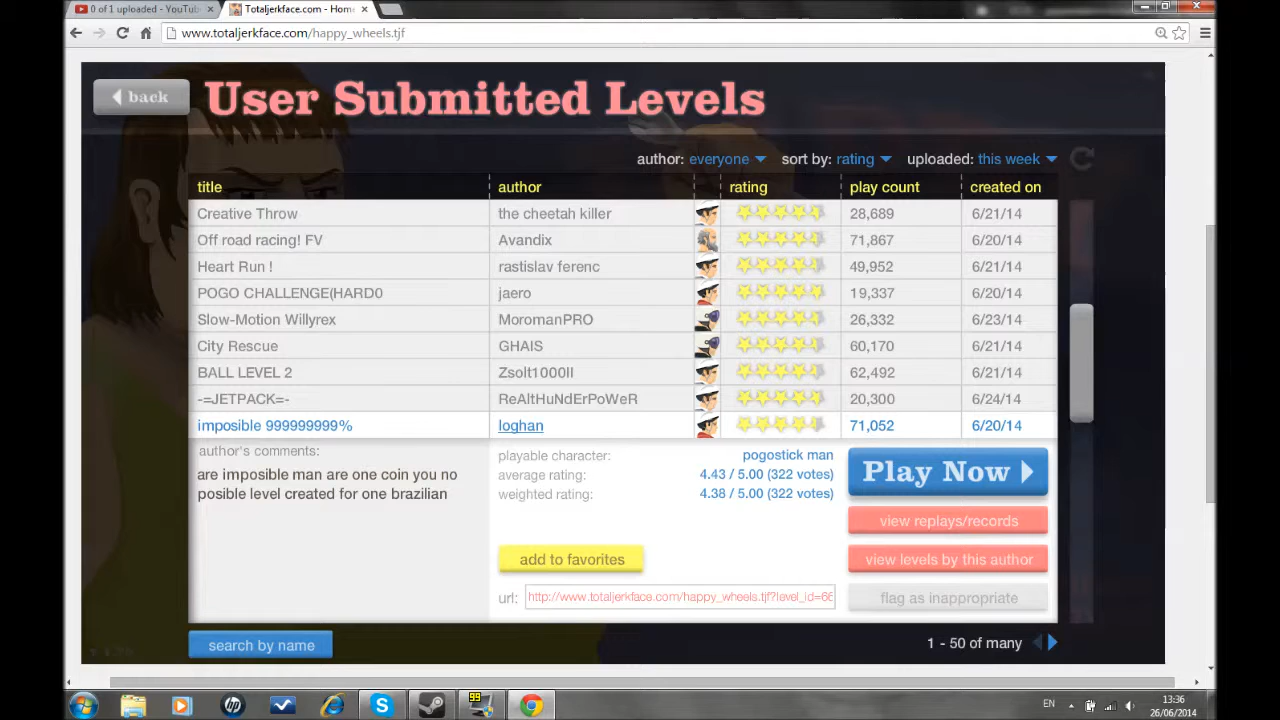 0 of 1 uploaded - YouTub
Totaljerkface.com - Hom
www.totaljerkface.com/happy_wheels.tjf
back
User Submitted Levels
author: everyone sort by: rating uploaded: this week
title author rating play count created on
Creative Throw the cheetah killer 28,689 6/21/14
Off road racing! FV Avandix 71,867 6/20/14
Heart Run ! rastislav ferenc 49,952 6/21/14
POGO CHALLENGE(HARD0 jaero 19,337 6/20/14
Slow-Motion Willyrex MoromanPRO 26,332 6/23/14
City Rescue GHAIS 60,170 6/21/14
BALL LEVEL 2 Zsolt1000II 62,492 6/21/14
-=JETPACK=- ReAltHuNdErPoWeR 20,300 6/24/14
imposible 999999999% loghan 71,052 6/20/14
author's comments:
are imposible man are one coin you no
posible level created for one brazilian
playable character: pogostick man
average rating: 4.43 / 5.00 (322 votes)
weighted rating: 4.38 / 5.00 (322 votes)
Play Now
view replays/records
add to favorites
view levels by this author
url: http://www.totaljerkface.com/happy_wheels.tjf?level_id=66
flag as inappropriate
search by name
1 - 50 of many
99
EN
13:36
26/06/2014